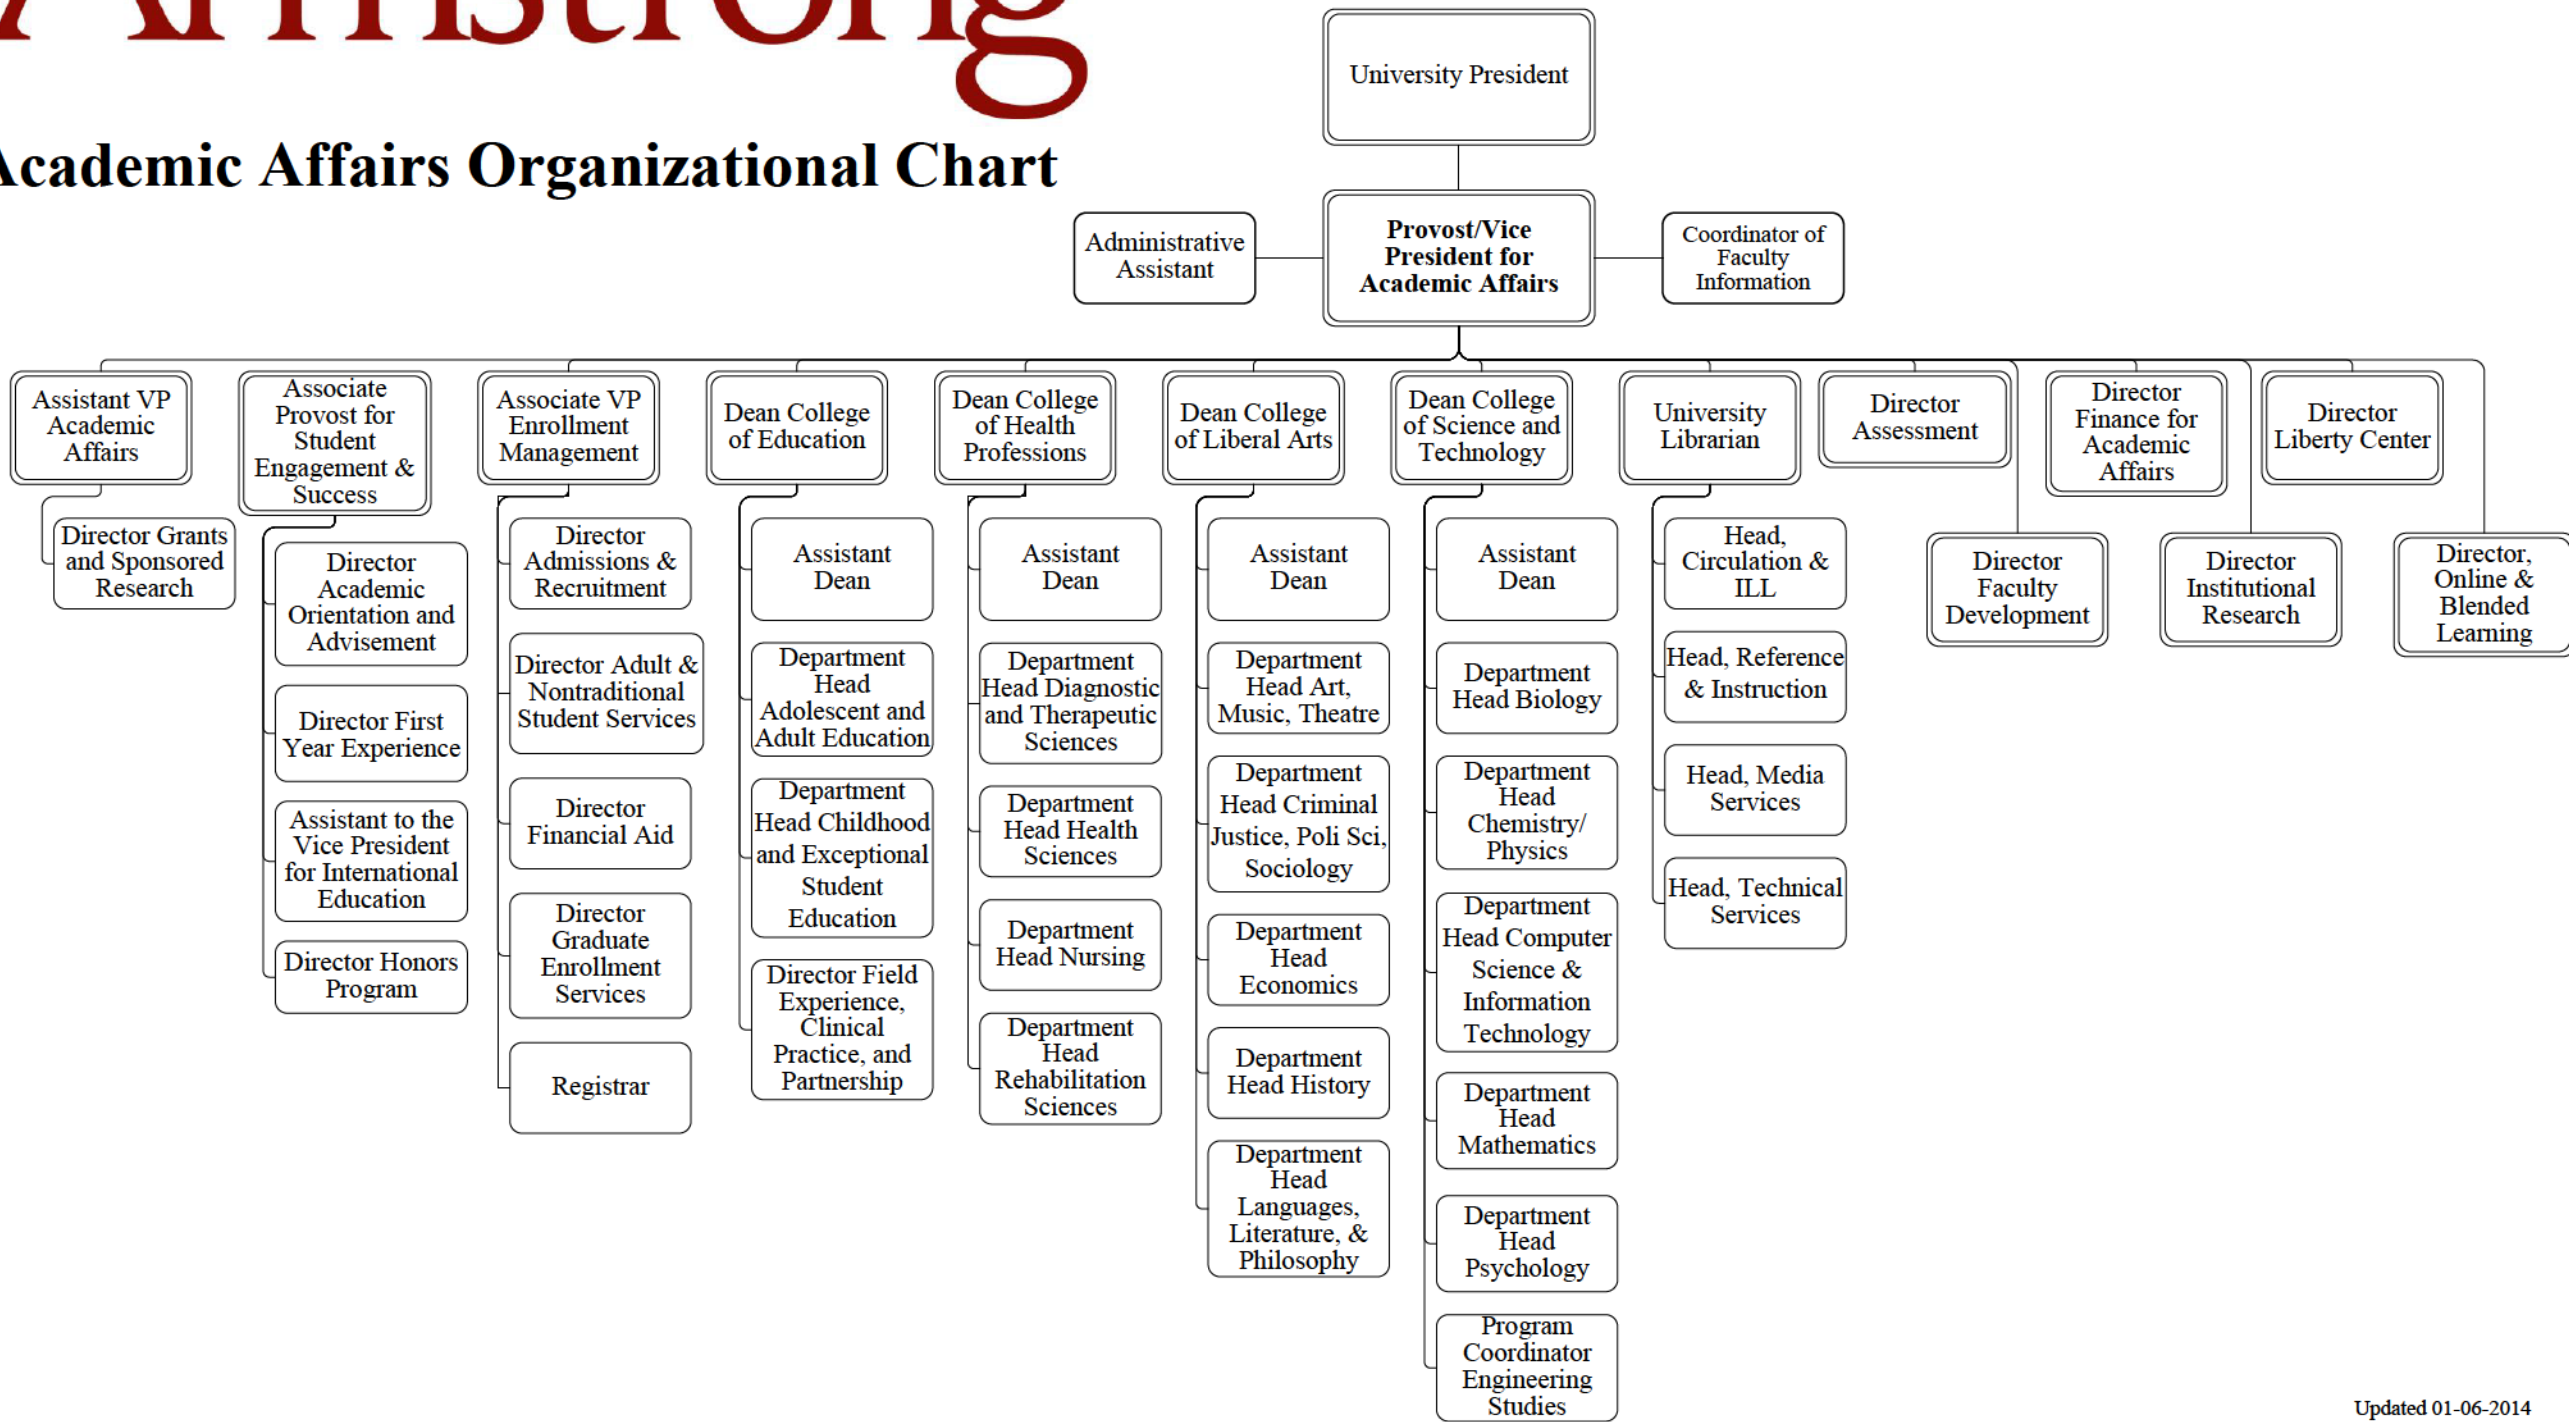 Armstrong
Academic Affairs Organizational Chart
University President
Administrative
Assistant
Provost/Vice
President for
Academic Affairs
Coordinator of
Faculty
Information
Assistant VP
Academic
Affairs
Director Grants
and Sponsored
Research
Associate
Provost for
Student
Engagement &
Success
Director
Academic
Orientation and
Advisement
Director First
Year Experience
Assistant to the
Vice President
for International
Education
Director Honors
Program
Associate VP
Enrollment
Management
Director
Admissions &
Recruitment
Director Adult &
Nontraditional
Student Services
Director
Financial Aid
Director
Graduate
Enrollment
Services
Registrar
Dean College
of Education
Assistant
Dean
Department
Head
Adolescent and
Adult Education
Department
Head Childhood
and Exceptional
Student
Education
Director Field
Experience,
Clinical
Practice, and
Partnership
Dean College
of Health
Professions
Assistant
Dean
Department
Head Diagnostic
and Therapeutic
Sciences
Department
Head Health
Sciences
Department
Head Nursing
Department
Head
Rehabilitation
Sciences
Dean College
of Liberal Arts
Assistant
Dean
Department
Head Art,
Music, Theatre
Department
Head Criminal
Justice, Poli Sci,
Sociology
Department
Head
Economics
Department
Head History
Department
Head
Languages,
Literature, &
Philosophy
Dean College
of Science and
Technology
Assistant
Dean
Department
Head Biology
Department
Head
Chemistry/
Physics
Department
Head Computer
Science &
Information
Technology
Department
Head
Mathematics
Department
Head
Psychology
Program
Coordinator
Engineering
Studies
University
Librarian
Head,
Circulation &
ILL
Head, Reference
& Instruction
Head, Media
Services
Head, Technical
Services
Director
Assessment
Director
Faculty
Development
Director
Finance for
Academic
Affairs
Director
Institutional
Research
Director
Liberty Center
Director,
Online &
Blended
Learning
Updated 01-06-2014